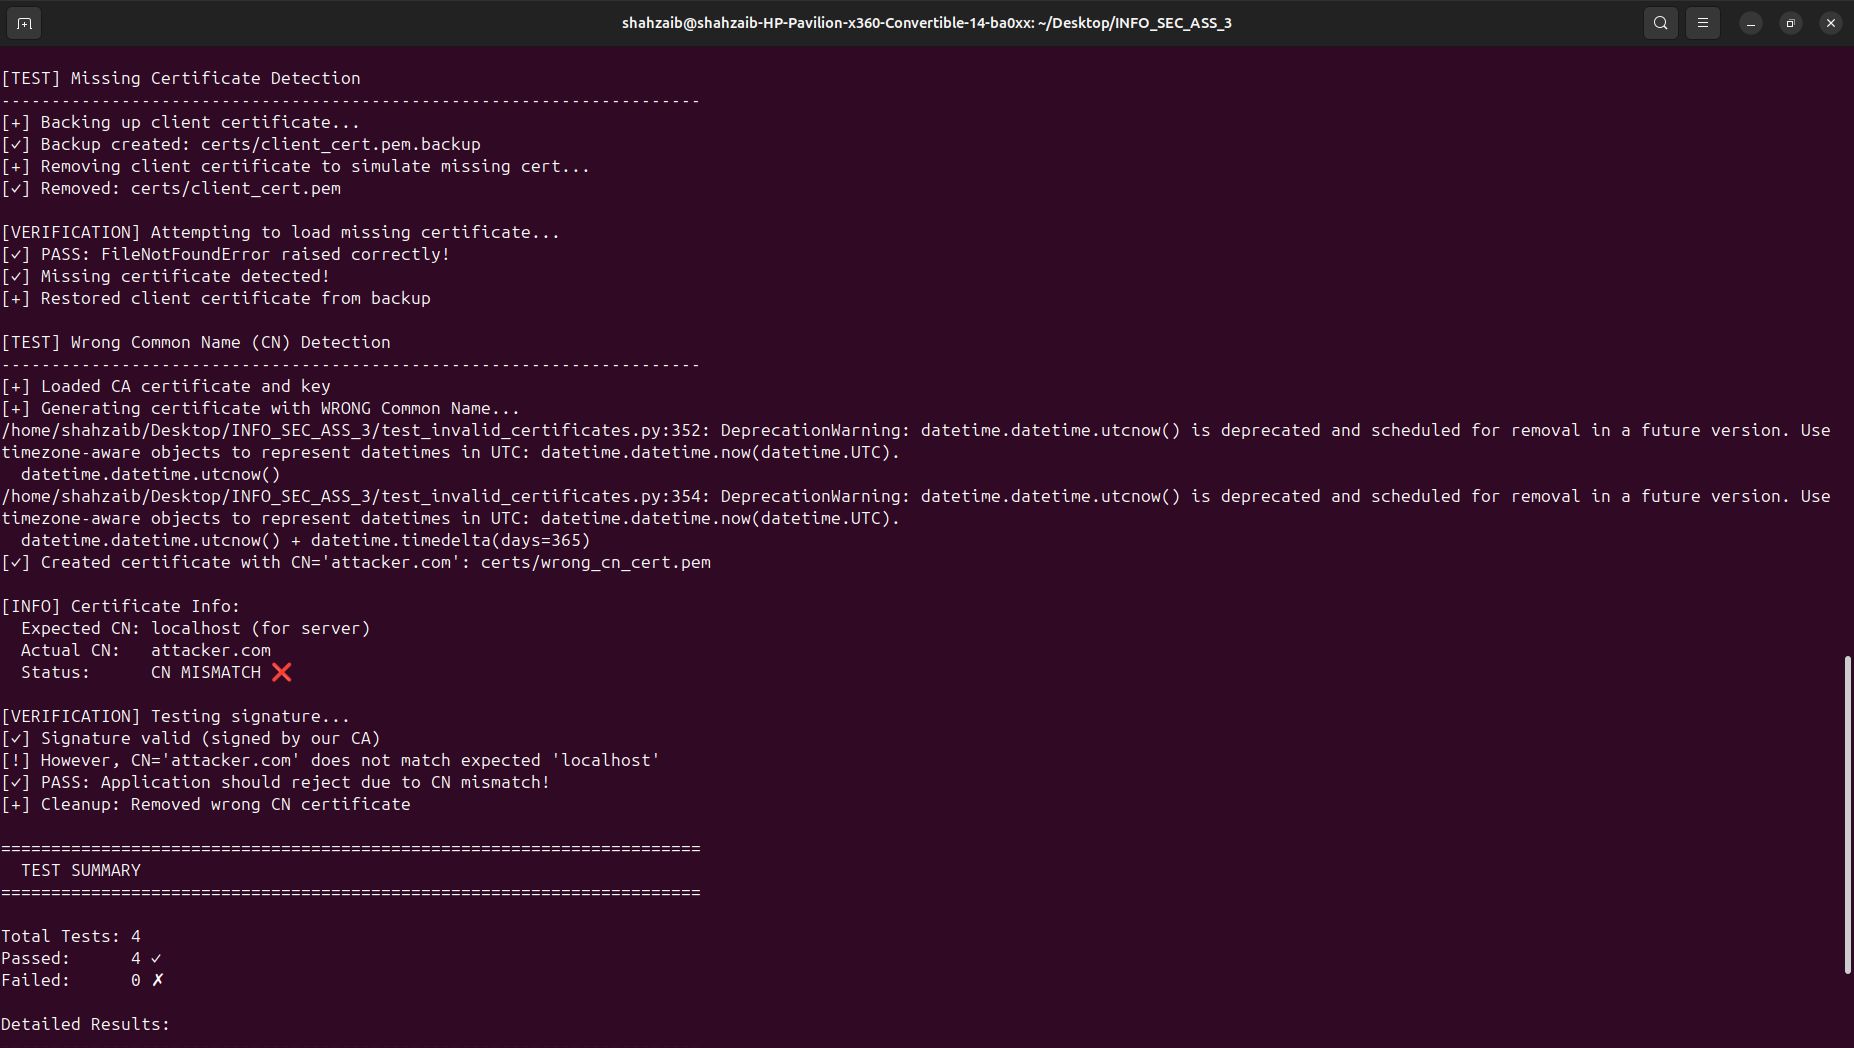 shahzaib@shahzaib-HP-Pavilion-x360-Convertible-14-ba0xx: ~/Desktop/INFO_SEC_ASS_3
[TEST] Missing Certificate Detection
----------------------------------------------------------------------
[+] Backing up client certificate...
[✓] Backup created: certs/client_cert.pem.backup
[+] Removing client certificate to simulate missing cert...
[✓] Removed: certs/client_cert.pem
[VERIFICATION] Attempting to load missing certificate...
[✓] PASS: FileNotFoundError raised correctly!
[✓] Missing certificate detected!
[+] Restored client certificate from backup
[TEST] Wrong Common Name (CN) Detection
----------------------------------------------------------------------
[+] Loaded CA certificate and key
[+] Generating certificate with WRONG Common Name...
/home/shahzaib/Desktop/INFO_SEC_ASS_3/test_invalid_certificates.py:352: DeprecationWarning: datetime.datetime.utcnow() is deprecated and scheduled for removal in a future version. Use
timezone-aware objects to represent datetimes in UTC: datetime.datetime.now(datetime.UTC).
  datetime.datetime.utcnow()
/home/shahzaib/Desktop/INFO_SEC_ASS_3/test_invalid_certificates.py:354: DeprecationWarning: datetime.datetime.utcnow() is deprecated and scheduled for removal in a future version. Use
timezone-aware objects to represent datetimes in UTC: datetime.datetime.now(datetime.UTC).
  datetime.datetime.utcnow() + datetime.timedelta(days=365)
[✓] Created certificate with CN='attacker.com': certs/wrong_cn_cert.pem
[INFO] Certificate Info:
  Expected CN: localhost (for server)
  Actual CN:   attacker.com
  Status:      CN MISMATCH ❌
[VERIFICATION] Testing signature...
[✓] Signature valid (signed by our CA)
[!] However, CN='attacker.com' does not match expected 'localhost'
[✓] PASS: Application should reject due to CN mismatch!
[+] Cleanup: Removed wrong CN certificate
======================================================================
  TEST SUMMARY
======================================================================
Total Tests: 4
Passed:      4 ✓
Failed:      0 ✗
Detailed Results: